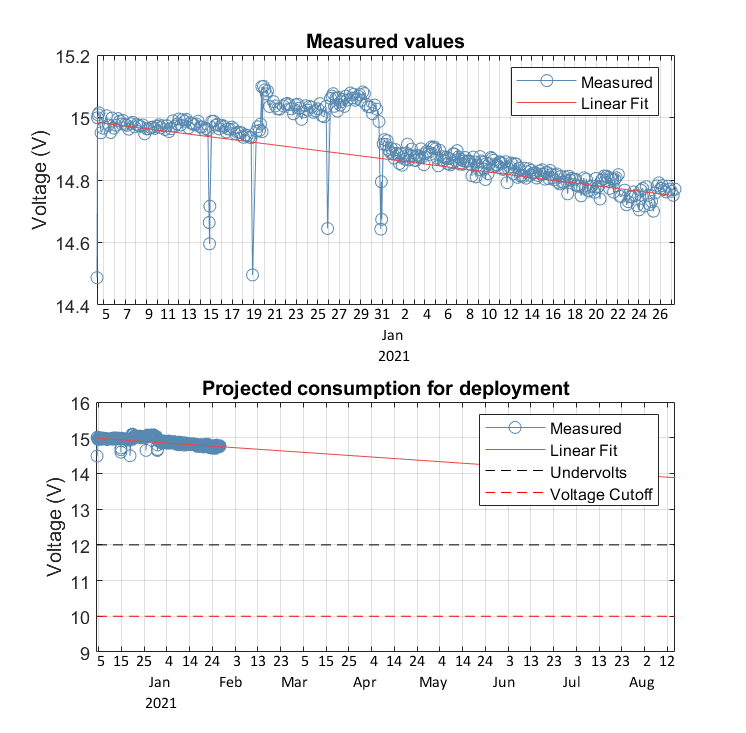 Measured values
15.2
15
14.8
14.6
14.4
Voltage (V)
Measured
Linear Fit
5 7 9 11 13 15 17 19 21 23 25 27 29 31 2 4 6 8 10 12 14 16 18 20 22 24 26
Jan
2021
Projected consumption for deployment
16
15
14
13
12
11
10
9
Voltage (V)
Measured
Linear Fit
Undervolts
Voltage Cutoff
5 15 25 4 14 24 3 13 23 5 15 25 4 14 24 4 14 24 3 13 23 3 13 23 2 12
Jan Feb Mar Apr May Jun Jul Aug
2021